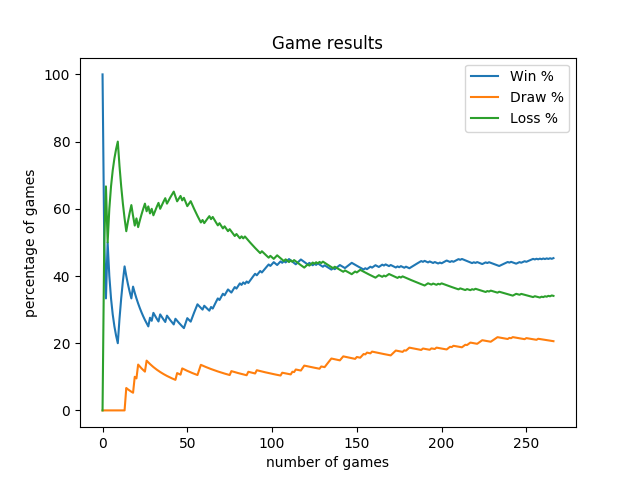 Game results
Win %
Draw %
Loss %
percentage of games
100
80
60
40
20
0
0 50 100 150 200 250
number of games